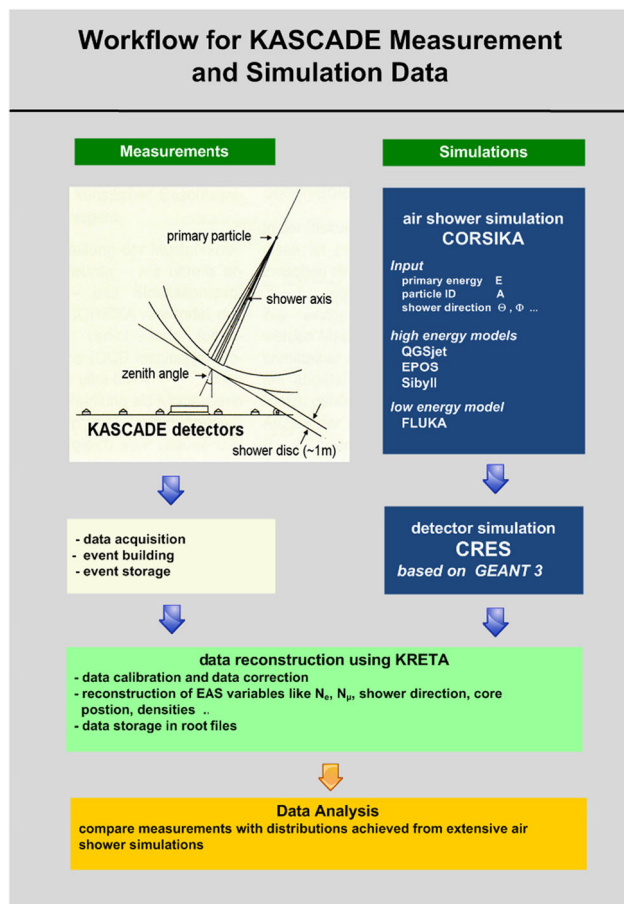 Workflow for KASCADE Measurement
and Simulation Data
Measurements
primary particle
shower axis
zenith angle
KASCADE detectors
shower disc (~1m)
- data acquisition
- event building
- event storage
Simulations
air shower simulation
CORSIKA
Input
primary energy E
particle ID A
shower direction Θ , Φ ...
high energy models
QGSjet
EPOS
Sibyll
low energy model
FLUKA
detector simulation
CRES
based on GEANT 3
data reconstruction using KRETA
- data calibration and data correction
- reconstruction of EAS variables like Ne, Nμ, shower direction, core
postion, densities ..
- data storage in root files
Data Analysis
compare measurements with distributions achieved from extensive air
shower simulations